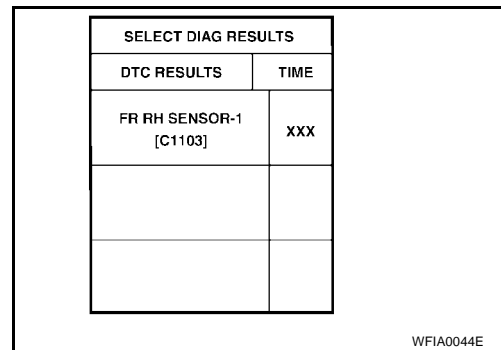 SELECT DIAG RESULTS
DTC RESULTS TIME
FR RH SENSOR-1
[C1103]
XXX
WFIA0044E